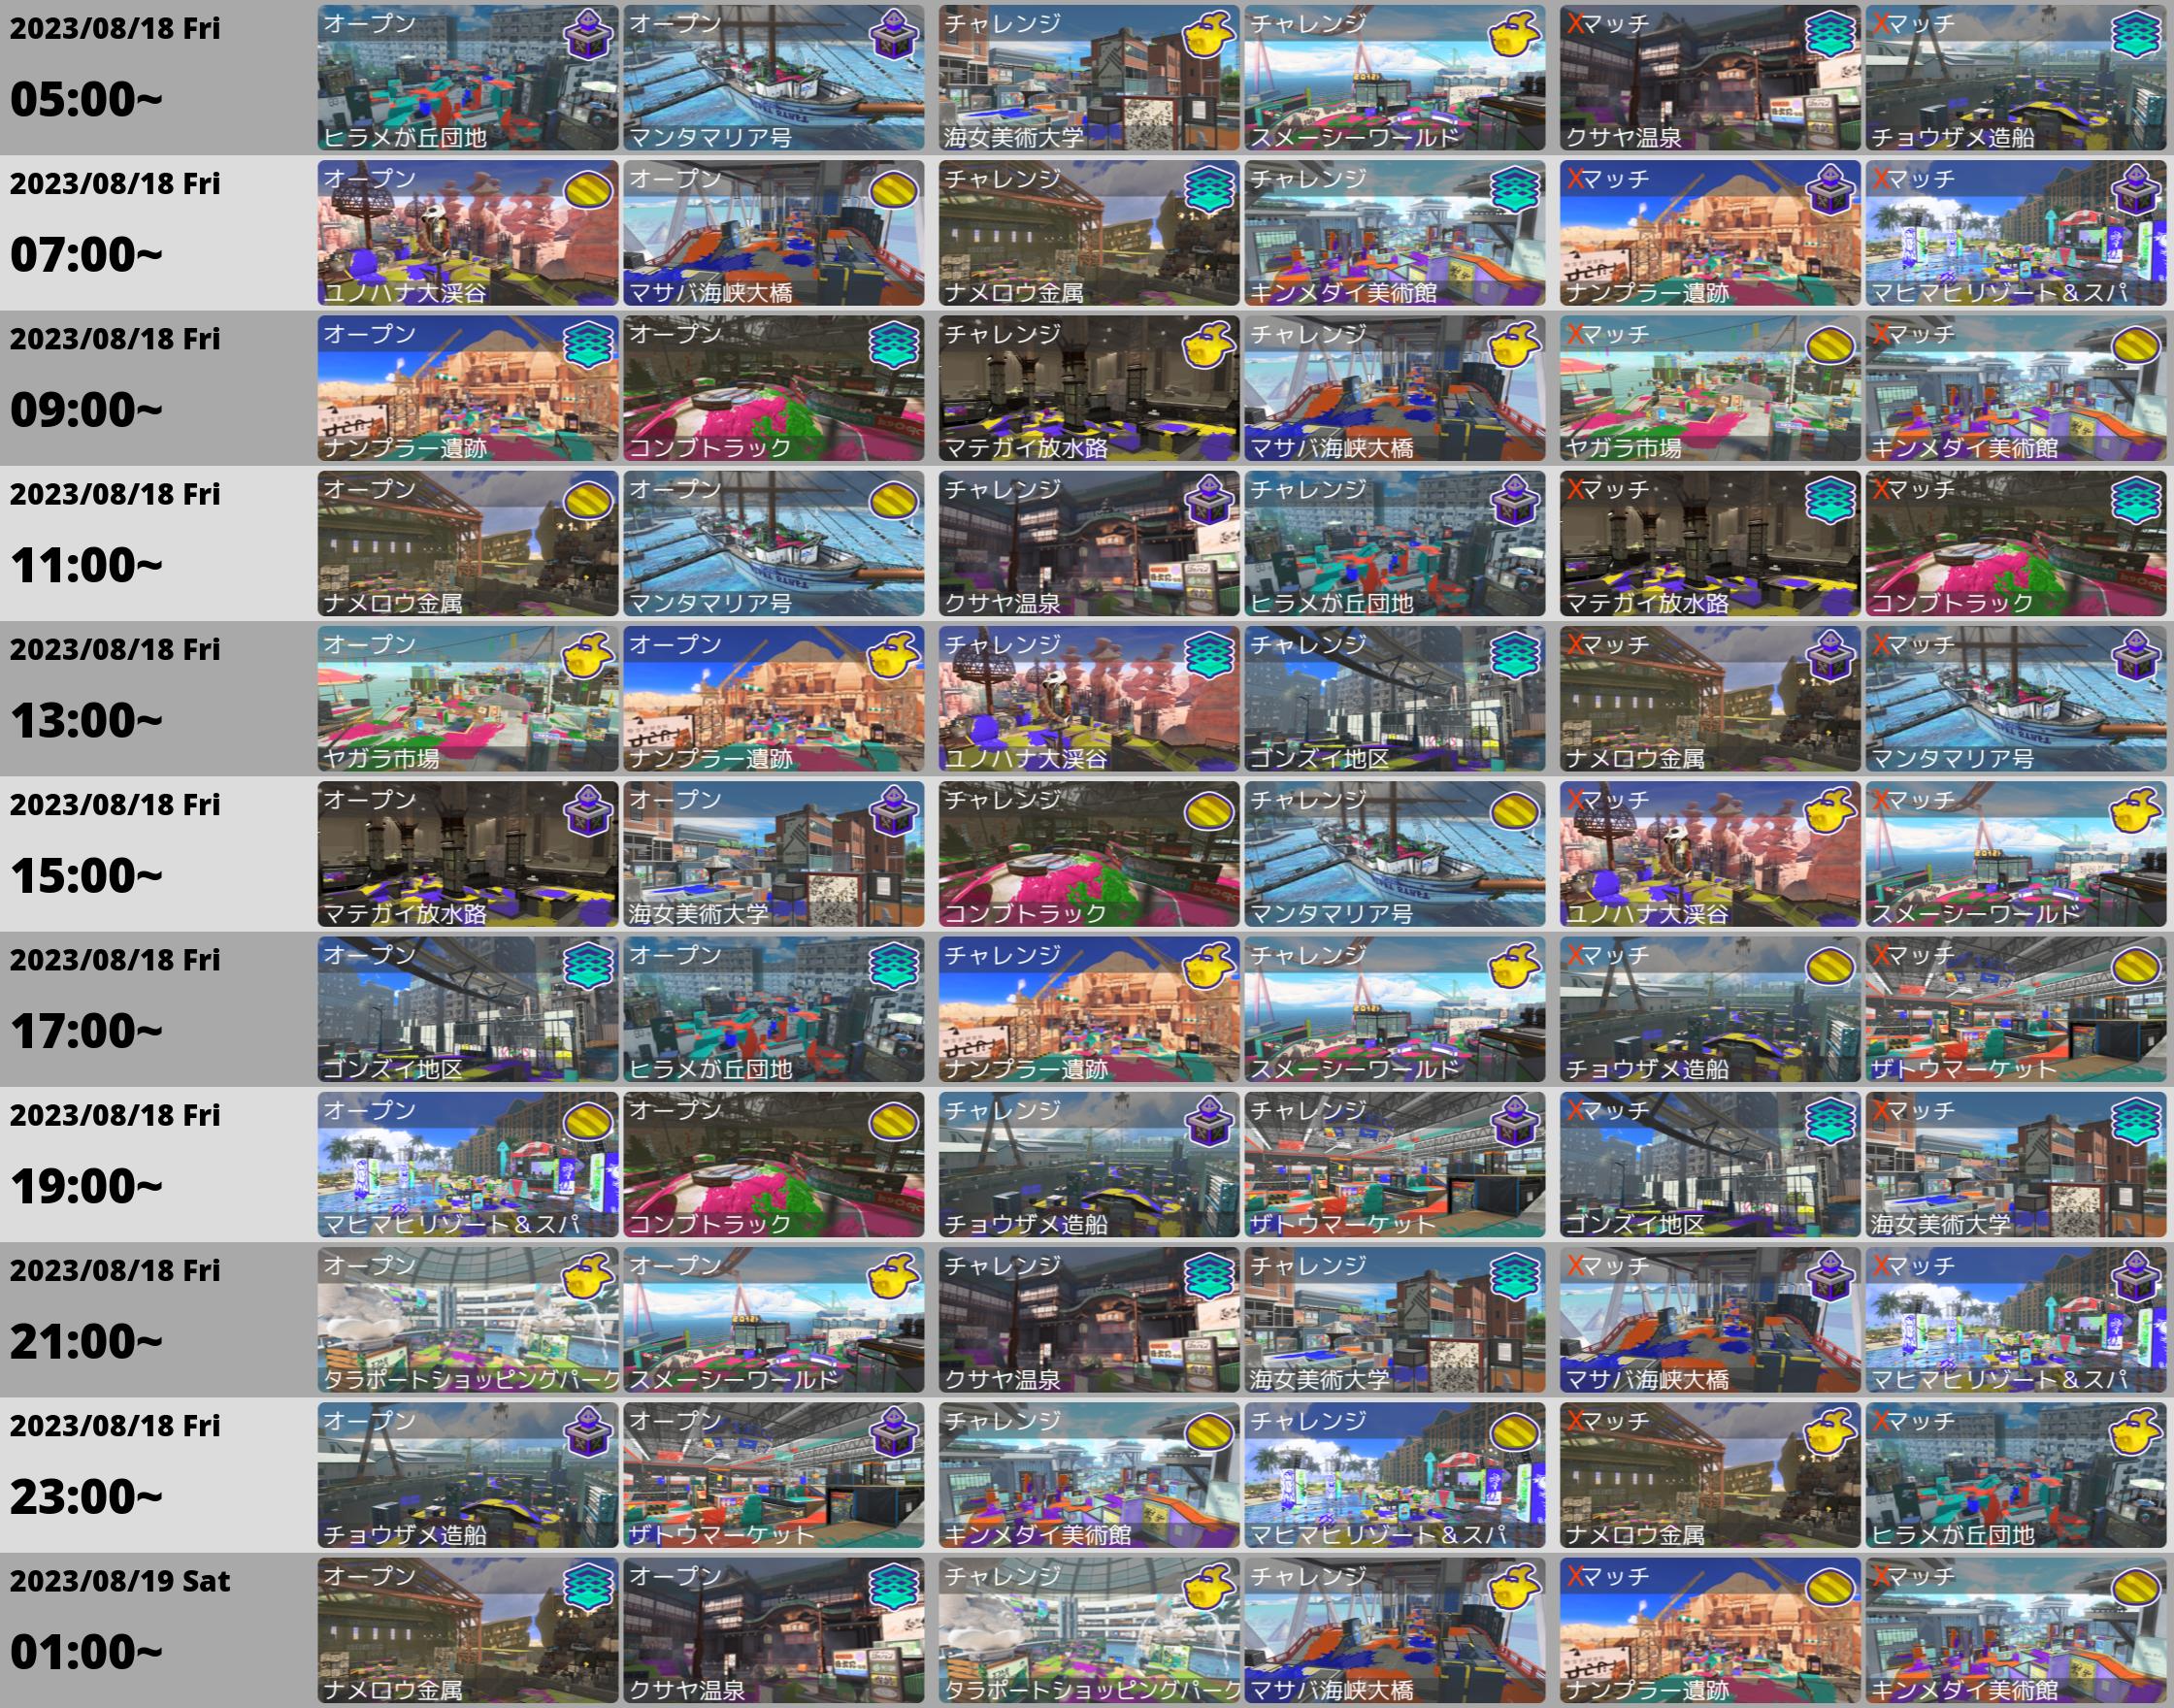 2023/08/18 Fri
05:00~
オープン オープン チャレンジ チャレンジ Xマッチ Xマッチ
ヒラメが丘団地 マンタマリア号 海女美術大学 スメーシーワールド クサヤ温泉 チョウザメ造船
2023/08/18 Fri
07:00~
オープン オープン チャレンジ チャレンジ Xマッチ Xマッチ
ユノハナ大渓谷 マサバ海峡大橋 ナメロウ金属 キンメダイ美術館 ナンプラー遺跡 マヒマヒリゾート＆スパ
2023/08/18 Fri
09:00~
オープン オープン チャレンジ チャレンジ Xマッチ Xマッチ
ナンプラー遺跡 コンブトラック マテガイ放水路 マサバ海峡大橋 ヤガラ市場 キンメダイ美術館
2023/08/18 Fri
11:00~
オープン オープン チャレンジ チャレンジ Xマッチ Xマッチ
ナメロウ金属 マンタマリア号 クサヤ温泉 ヒラメが丘団地 マテガイ放水路 コンブトラック
2023/08/18 Fri
13:00~
オープン オープン チャレンジ チャレンジ Xマッチ Xマッチ
ヤガラ市場 ナンプラー遺跡 ユノハナ大渓谷 ゴンズイ地区 ナメロウ金属 マンタマリア号
2023/08/18 Fri
15:00~
オープン オープン チャレンジ チャレンジ Xマッチ Xマッチ
マテガイ放水路 海女美術大学 コンブトラック マンタマリア号 ユノハナ大渓谷 スメーシーワールド
2023/08/18 Fri
17:00~
オープン オープン チャレンジ チャレンジ Xマッチ Xマッチ
ゴンズイ地区 ヒラメが丘団地 ナンプラー遺跡 スメーシーワールド チョウザメ造船 ザトウマーケット
2023/08/18 Fri
19:00~
オープン オープン チャレンジ チャレンジ Xマッチ Xマッチ
マヒマヒリゾート＆スパ コンブトラック チョウザメ造船 ザトウマーケット ゴンズイ地区 海女美術大学
2023/08/18 Fri
21:00~
オープン オープン チャレンジ チャレンジ Xマッチ Xマッチ
タラポートショッピングパーク スメーシーワールド クサヤ温泉 海女美術大学 マサバ海峡大橋 マヒマヒリゾート＆スパ
2023/08/18 Fri
23:00~
オープン オープン チャレンジ チャレンジ Xマッチ Xマッチ
チョウザメ造船 ザトウマーケット キンメダイ美術館 マヒマヒリゾート＆スパ ナメロウ金属 ヒラメが丘団地
2023/08/19 Sat
01:00~
オープン オープン チャレンジ チャレンジ Xマッチ Xマッチ
ナメロウ金属 クサヤ温泉 タラポートショッピングパーク マサバ海峡大橋 ナンプラー遺跡 キンメダイ美術館